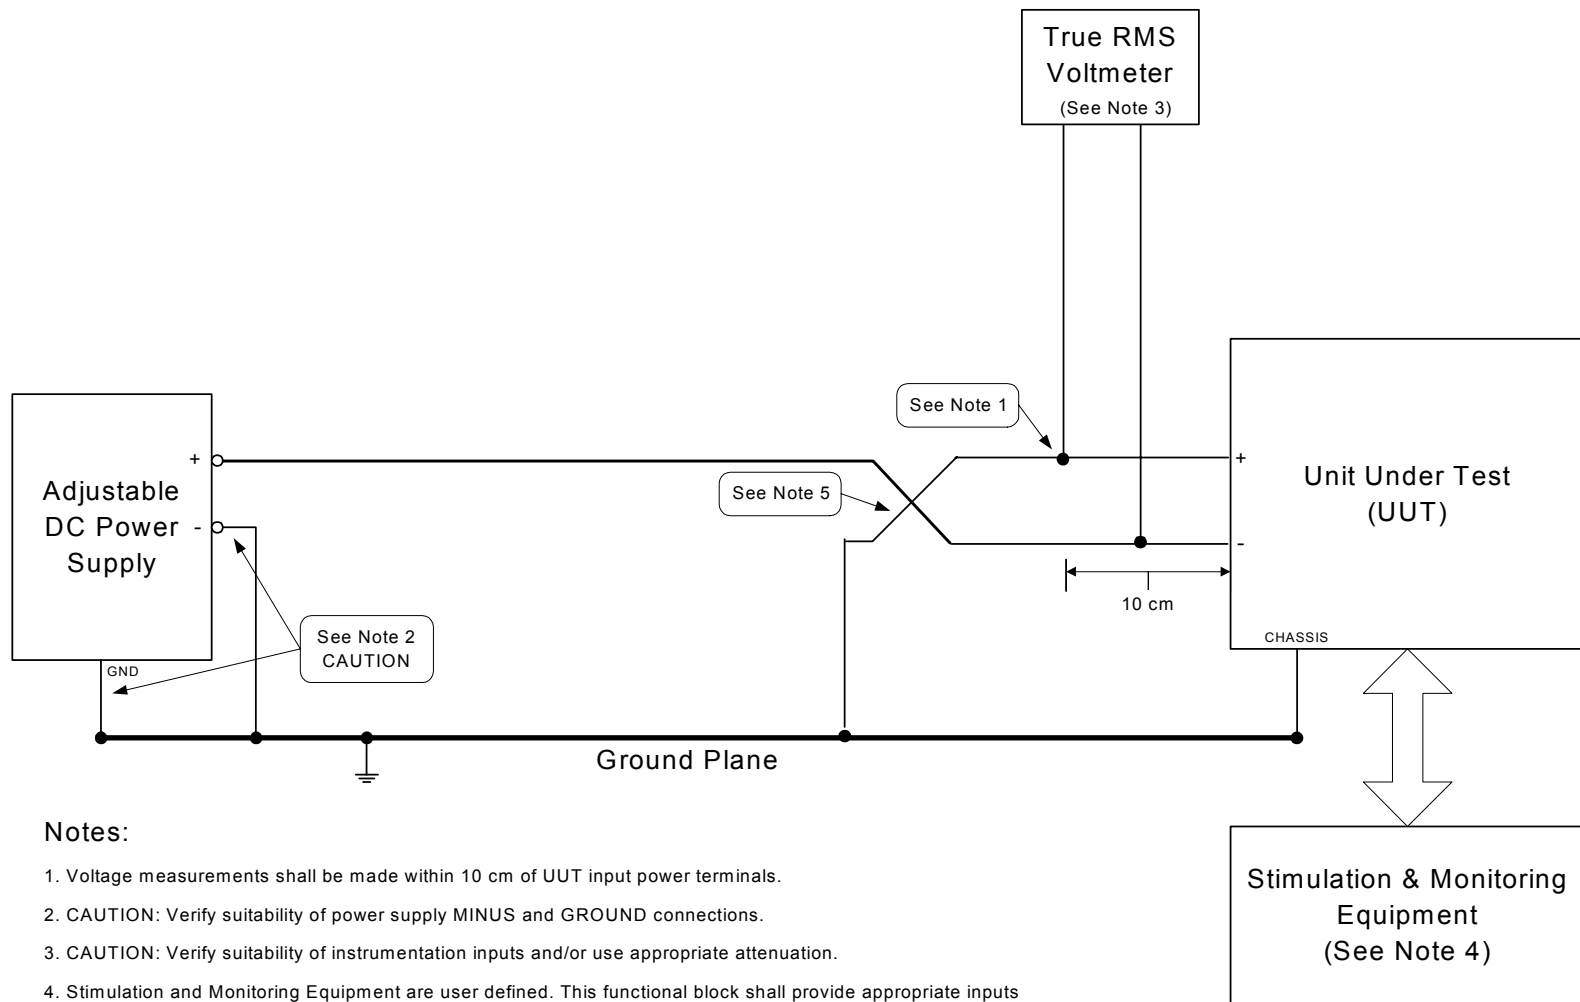 True RMS
Voltmeter
(See Note 3)
See Note 1
See Note 5
+
-
Adjustable
DC Power
Supply
GND
See Note 2
CAUTION
+
-
Unit Under Test
(UUT)
10 cm
CHASSIS
Ground Plane
Stimulation & Monitoring
Equipment
(See Note 4)
Notes:
1. Voltage measurements shall be made within 10 cm of UUT input power terminals.
2. CAUTION: Verify suitability of power supply MINUS and GROUND connections.
3. CAUTION: Verify suitability of instrumentation inputs and/or use appropriate attenuation.
4. Stimulation and Monitoring Equipment are user defined. This functional block shall provide appropriate inputs